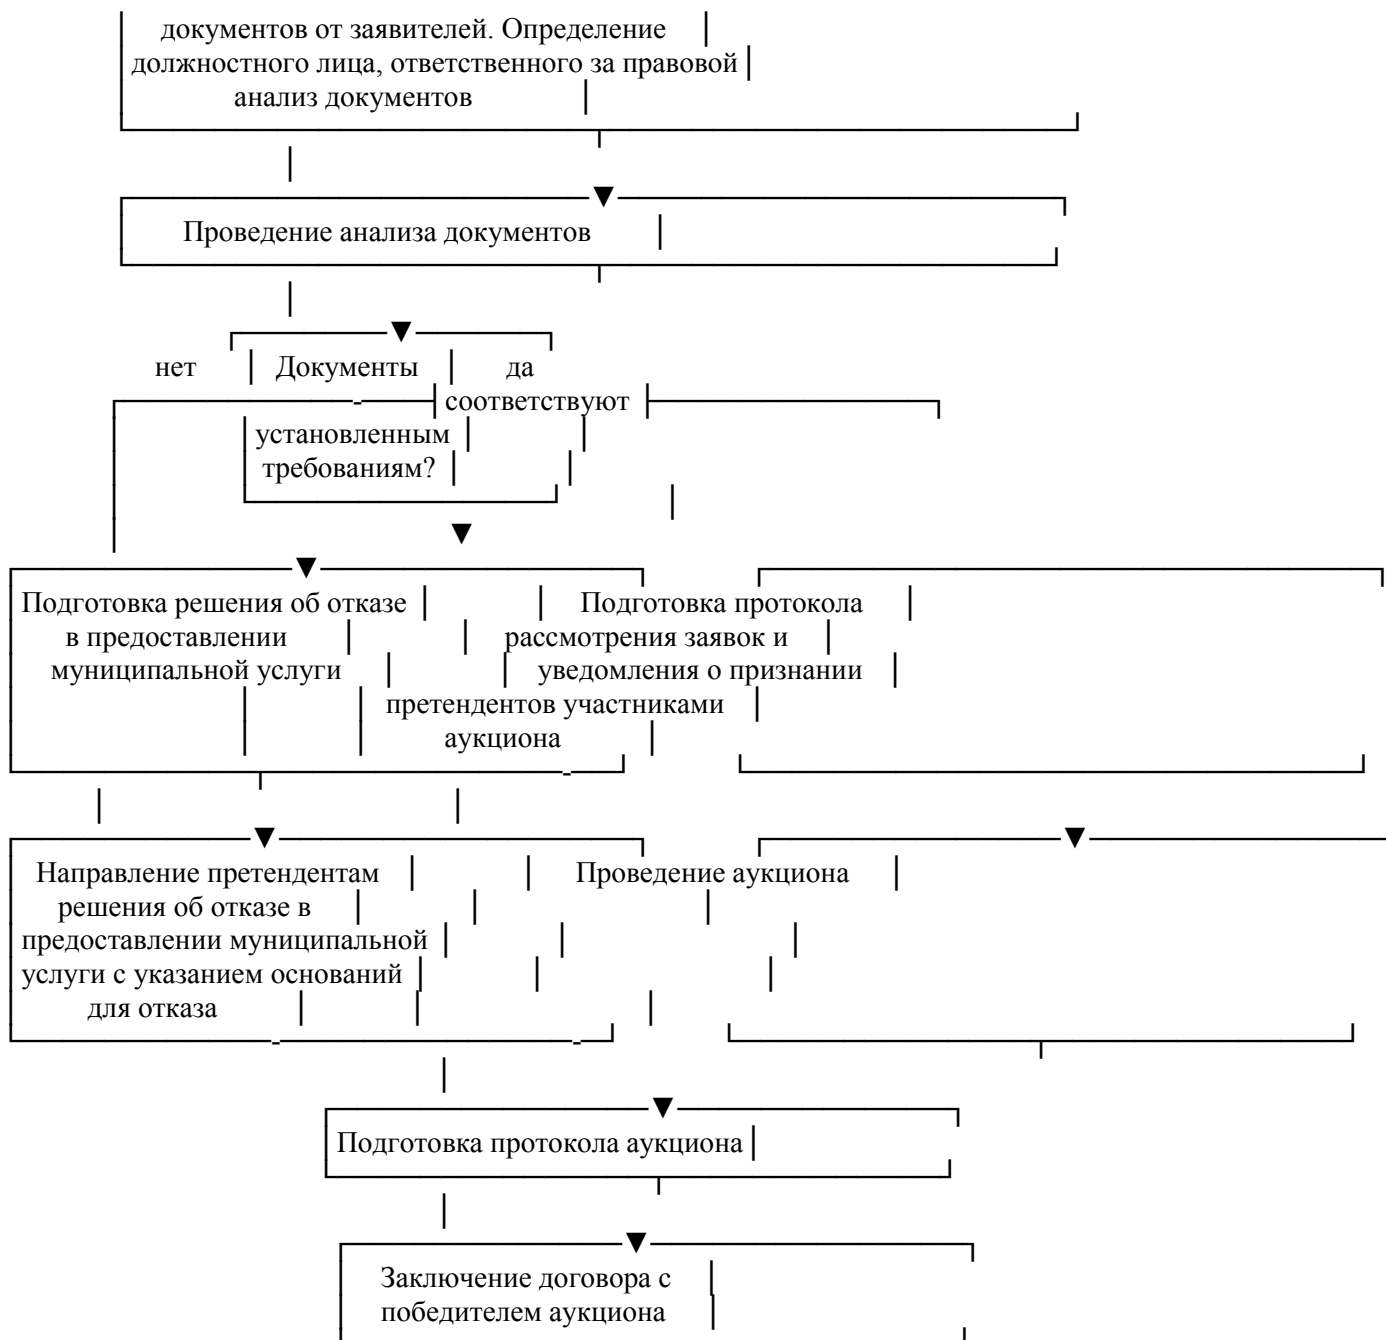 документов от заявителей. Определение
должностного лица, ответственного за правовой
анализ документов
Проведение анализа документов
нет Документы да
соответствуют
установленным
требованиям?
Подготовка решения об отказе
в предоставлении
муниципальной услуги
Подготовка протокола
рассмотрения заявок и
уведомления о признании
претендентов участниками
аукциона
Направление претендентам
решения об отказе в
предоставлении муниципальной
услуги с указанием оснований
для отказа
Проведение аукциона
Подготовка протокола аукциона
Заключение договора с
победителем аукциона